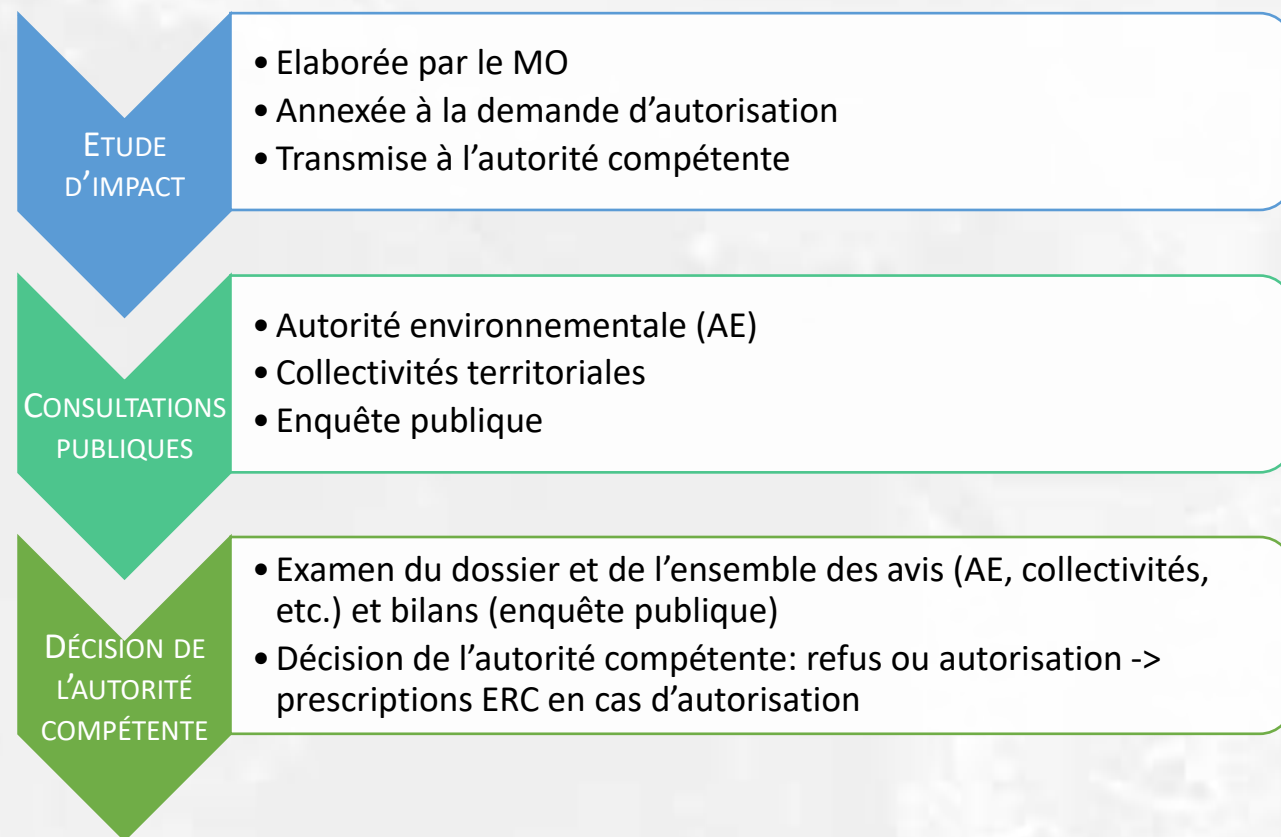 ETUDE
D'IMPACT
• Elaborée par le MO
• Annexée à la demande d'autorisation
• Transmise à l'autorité compétente
CONSULTATIONS
PUBLIQUES
• Autorité environnementale (AE)
• Collectivités territoriales
• Enquête publique
DÉCISION DE
L'AUTORITÉ
COMPÉTENTE
• Examen du dossier et de l'ensemble des avis (AE, collectivités,
etc.) et bilans (enquête publique)
• Décision de l'autorité compétente: refus ou autorisation ->
prescriptions ERC en cas d'autorisation